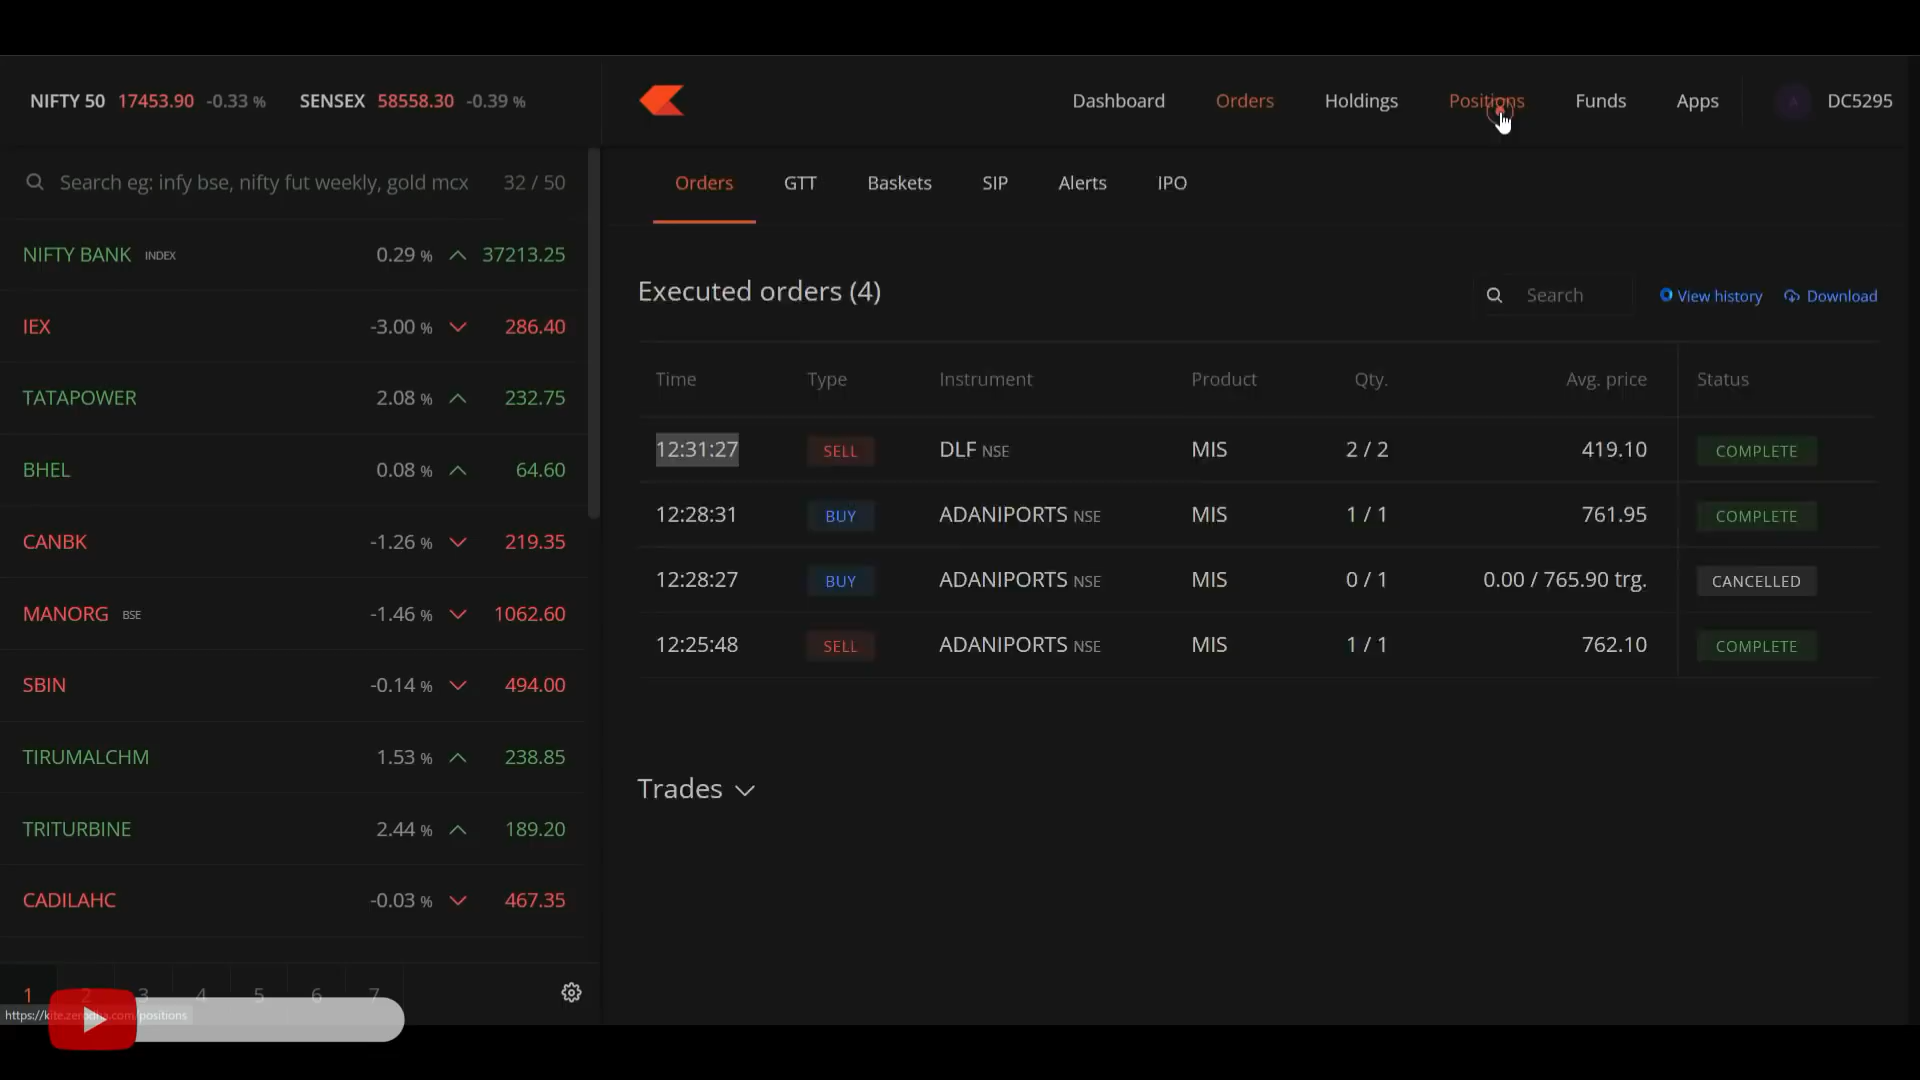 NIFTY 50 17453.90 -0.33 % SENSEX 58558.30 -0.39 %
Dashboard Orders Holdings Positions Funds Apps A DC5295
Search eg: infy bse, nifty fut weekly, gold mcx 32 / 50
NIFTY BANK INDEX 0.29 % 37213.25
IEX -3.00 % 286.40
TATAPOWER 2.08 % 232.75
BHEL 0.08 % 64.60
CANBK -1.26 % 219.35
MANORG BSE -1.46 % 1062.60
SBIN -0.14 % 494.00
TIRUMALCHM 1.53 % 238.85
TRITURBINE 2.44 % 189.20
CADILAHC -0.03 % 467.35
1 2 3 4 5 6 7
https://kite.zerodha.com/positions
Orders GTT Baskets SIP Alerts IPO
Executed orders (4) Search View history Download
Time Type Instrument Product Qty. Avg. price Status
12:31:27 SELL DLF NSE MIS 2 / 2 419.10 COMPLETE
12:28:31 BUY ADANIPORTS NSE MIS 1 / 1 761.95 COMPLETE
12:28:27 BUY ADANIPORTS NSE MIS 0 / 1 0.00 / 765.90 trg. CANCELLED
12:25:48 SELL ADANIPORTS NSE MIS 1 / 1 762.10 COMPLETE
Trades